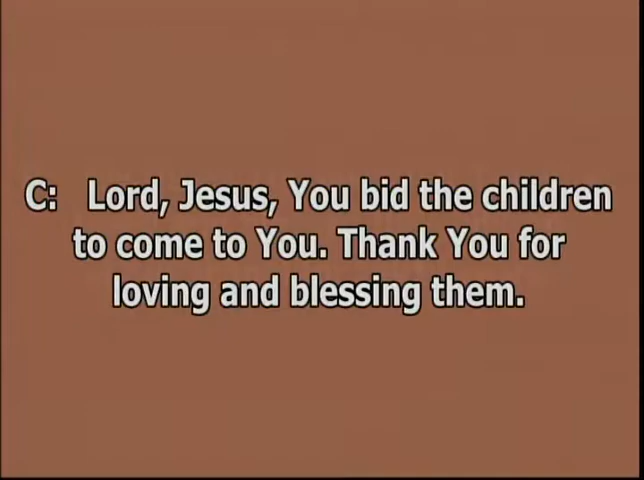 C: Lord, Jesus, You bid the children
to come to You. Thank You for
loving and blessing them.